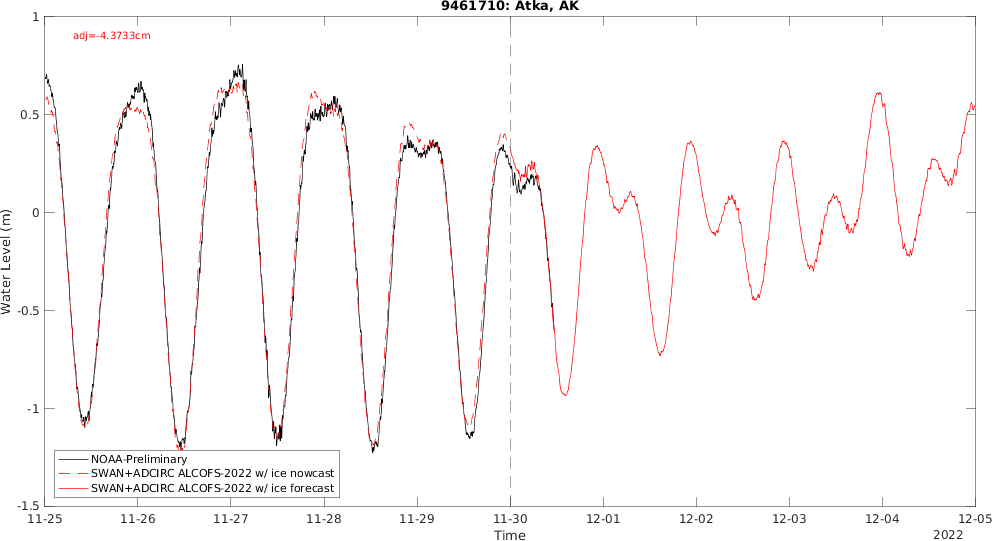 9461710: Atka, AK
adj=-4.3733cm
1
0.5
0
-0.5
-1
-1.5
Water Level (m)
NOAA-Preliminary
SWAN+ADCIRC ALCOFS-2022 w/ ice nowcast
SWAN+ADCIRC ALCOFS-2022 w/ ice forecast
11-25 11-26 11-27 11-28 11-29 11-30 12-01 12-02 12-03 12-04 12-05
Time
2022